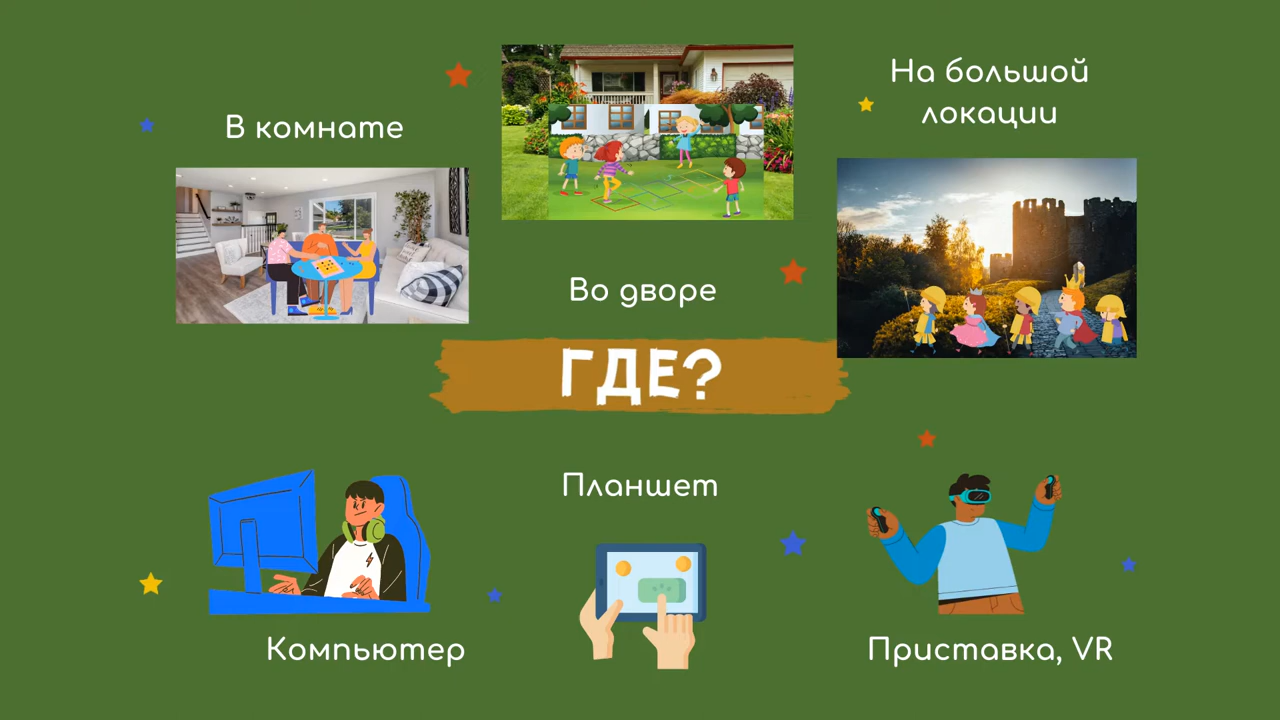 В комнате
На большой
локации
Во дворе
ГДЕ?
Планшет
Компьютер
Приставка, VR